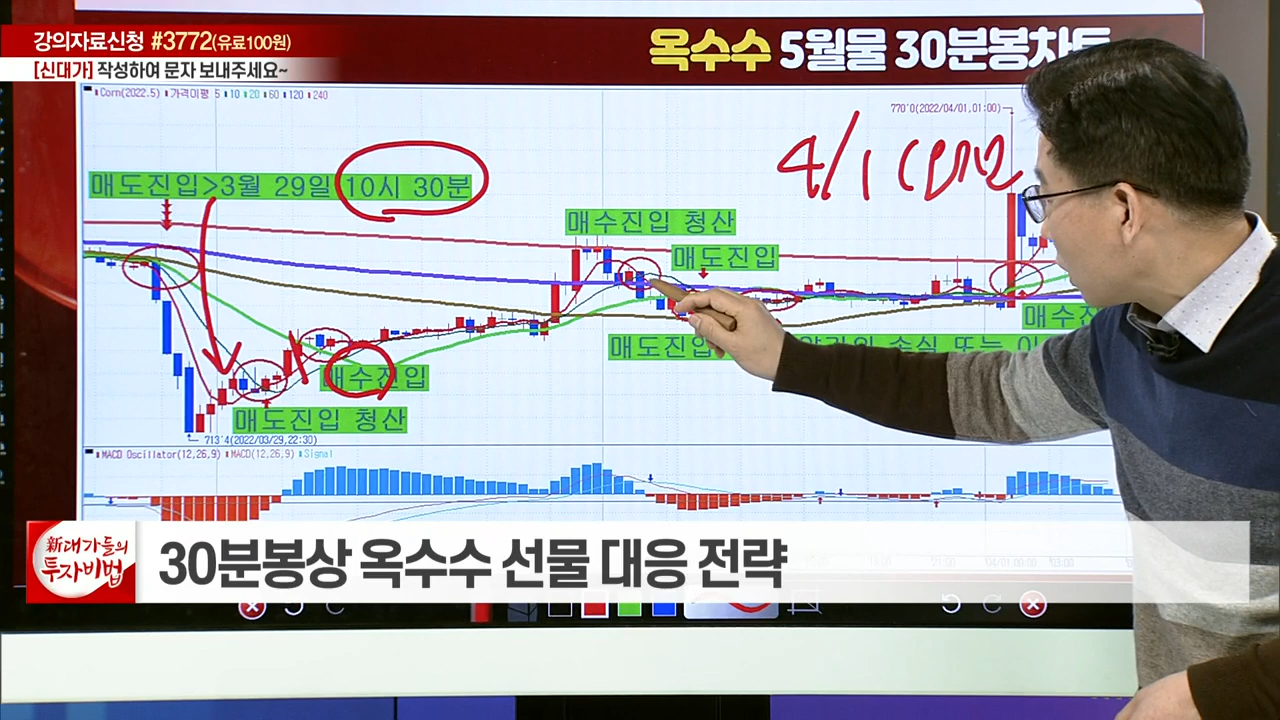 강의자료신청 #3772(유료100원)
[신대가] 작성하여 문자 보내주세요~
옥수수 5월물 30분봉차트
Corn(2022.5) 가격이평 5 10 20 60 120 240
770'0(2022/04/01,01:00)
4/1
매도진입>3월 29일 10시 30분
매수진입 청산
매도진입
매수진
매도진입
손실 또는 이
매수진입
매도진입 청산
713'4(2022/03/29,22:30)
MACD Oscillator(12,26,9) MACD(12,26,9) Signal
新대가들의
투자비법
30분봉상 옥수수 선물 대응 전략